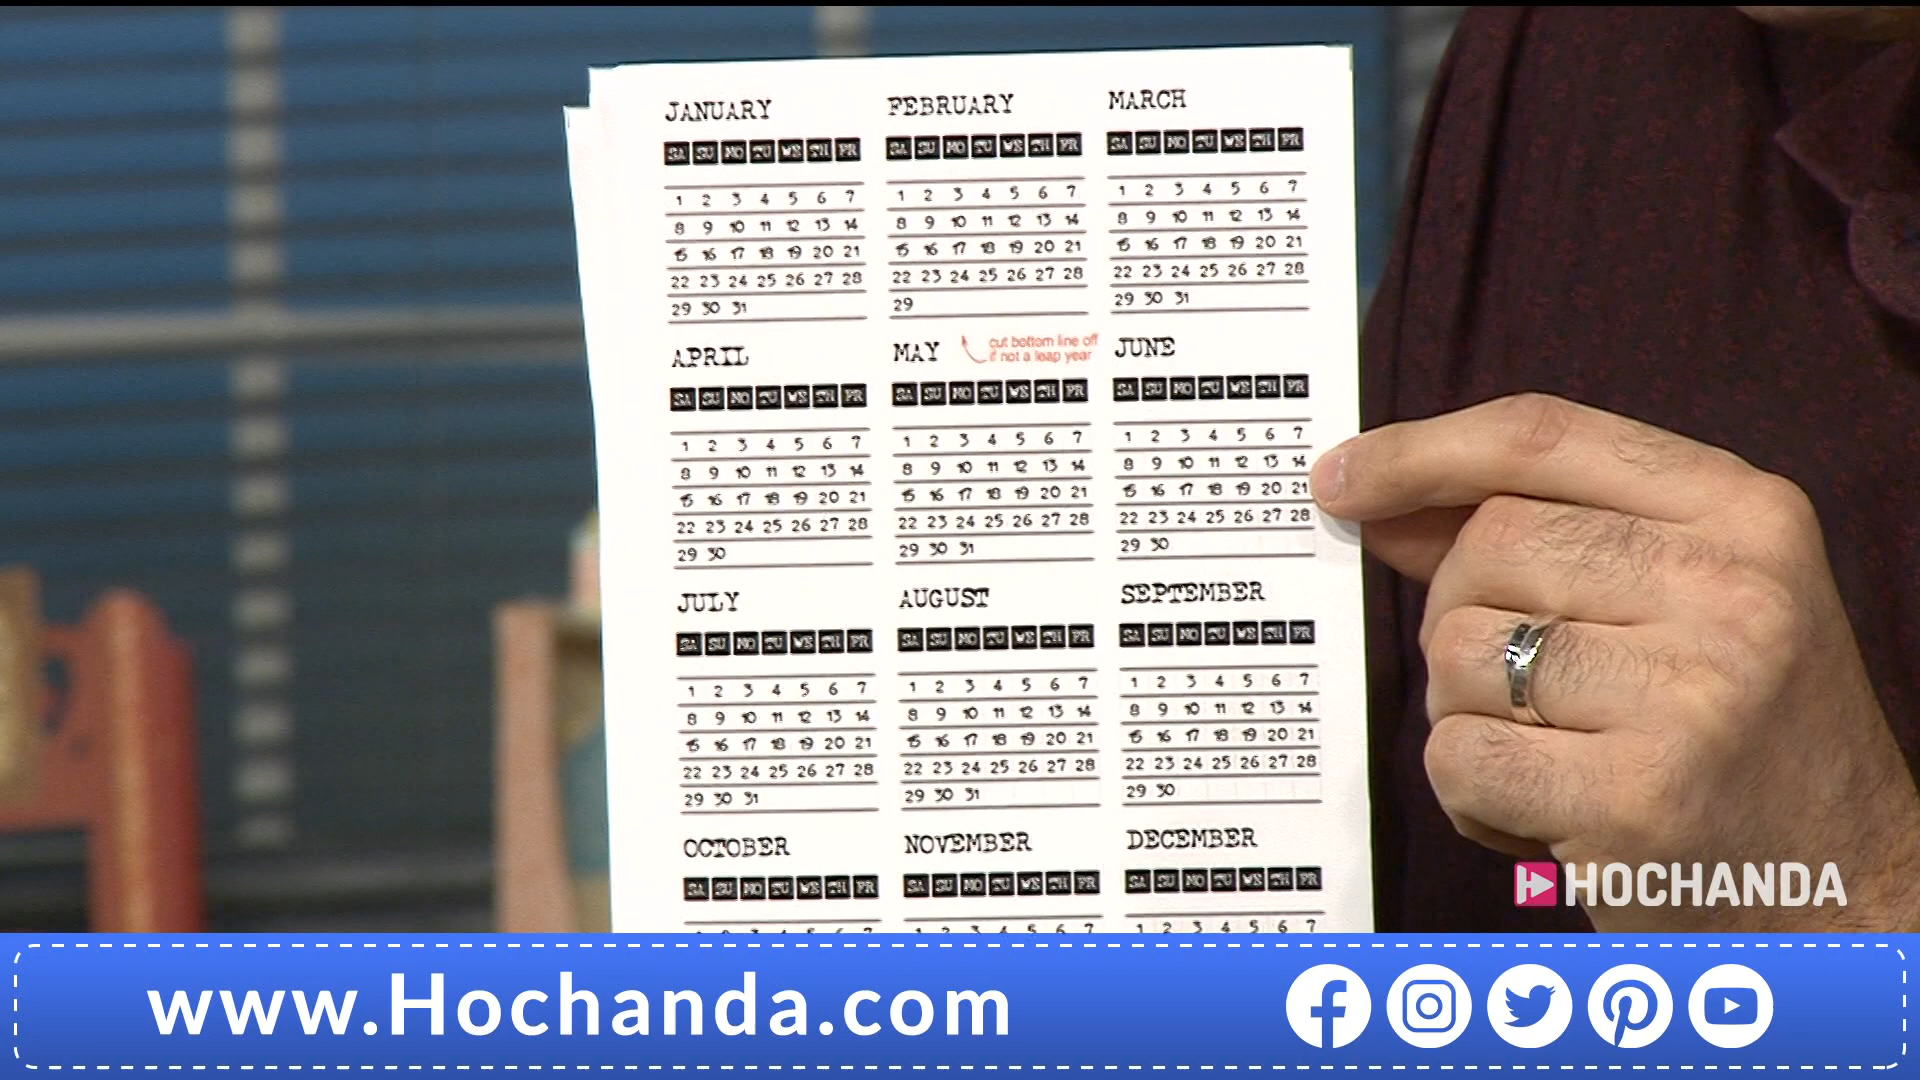 JANUARY FEBRUARY MARCH
SA SU MO TU WE TH FR SA SU MO TU WE TH FR SA SU MO TU WE TH FR
1 2 3 4 5 6 7 1 2 3 4 5 6 7 1 2 3 4 5 6 7
8 9 10 11 12 13 14 8 9 10 11 12 13 14 8 9 10 11 12 13 14
15 16 17 18 19 20 21 15 16 17 18 19 20 21 15 16 17 18 19 20 21
22 23 24 25 26 27 28 22 23 24 25 26 27 28 22 23 24 25 26 27 28
29 30 31 29 29 30 31
cut bottom line off
if not a leap year
APRIL MAY JUNE
SA SU MO TU WE TH FR SA SU MO TU WE TH FR SA SU MO TU WE TH FR
1 2 3 4 5 6 7 1 2 3 4 5 6 7 1 2 3 4 5 6 7
8 9 10 11 12 13 14 8 9 10 11 12 13 14 8 9 10 11 12 13 14
15 16 17 18 19 20 21 15 16 17 18 19 20 21 15 16 17 18 19 20 21
22 23 24 25 26 27 28 22 23 24 25 26 27 28 22 23 24 25 26 27 28
29 30 29 30 31 29 30
JULY AUGUST SEPTEMBER
SA SU MO TU WE TH FR SA SU MO TU WE TH FR SA SU MO TU WE TH FR
1 2 3 4 5 6 7 1 2 3 4 5 6 7 1 2 3 4 5 6 7
8 9 10 11 12 13 14 8 9 10 11 12 13 14 8 9 10 11 12 13 14
15 16 17 18 19 20 21 15 16 17 18 19 20 21 15 16 17 18 19 20 21
22 23 24 25 26 27 28 22 23 24 25 26 27 28 22 23 24 25 26 27 28
29 30 31 29 30 31 29 30
OCTOBER NOVEMBER DECEMBER
SA SU MO TU WE TH FR SA SU MO TU WE TH FR SA SU MO TU WE TH FR
1 2 3 4 5 6 7 1 2 3 4 5 6 7 1 2 3 4 5 6 7
HOCHANDA
www.Hochanda.com